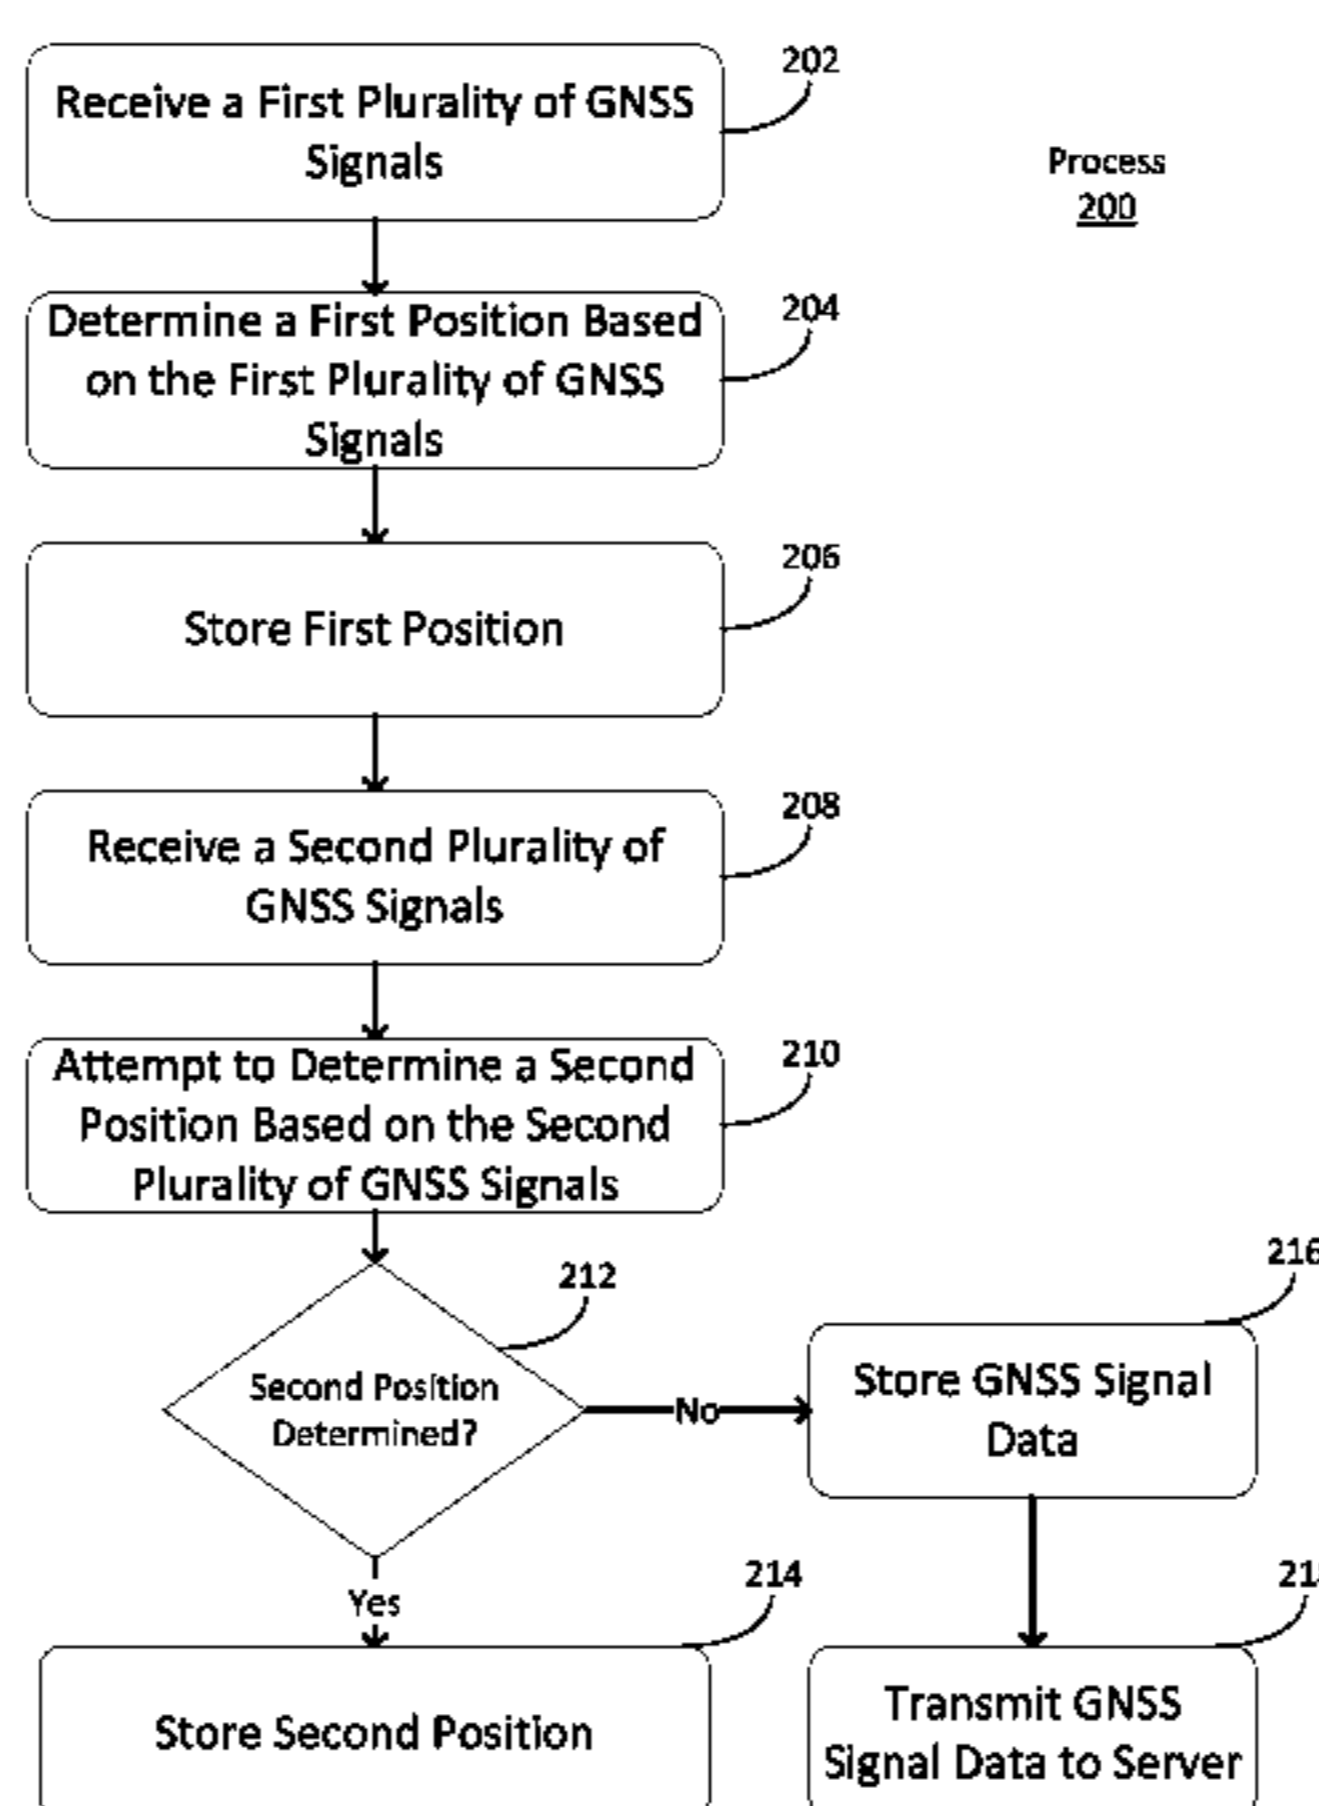 202
Receive a First Plurality of GNSS
Signals
Process
200
204
Determine a First Position Based
on the First Plurality of GNSS
Signals
206
Store First Position
208
Receive a Second Plurality of
GNSS Signals
210
Attempt to Determine a Second
Position Based on the Second
Plurality of GNSS Signals
212
Second Position
Determined?
No
216
Store GNSS Signal
Data
Yes
214
Store Second Position
Transmit GNSS
Signal Data to Server